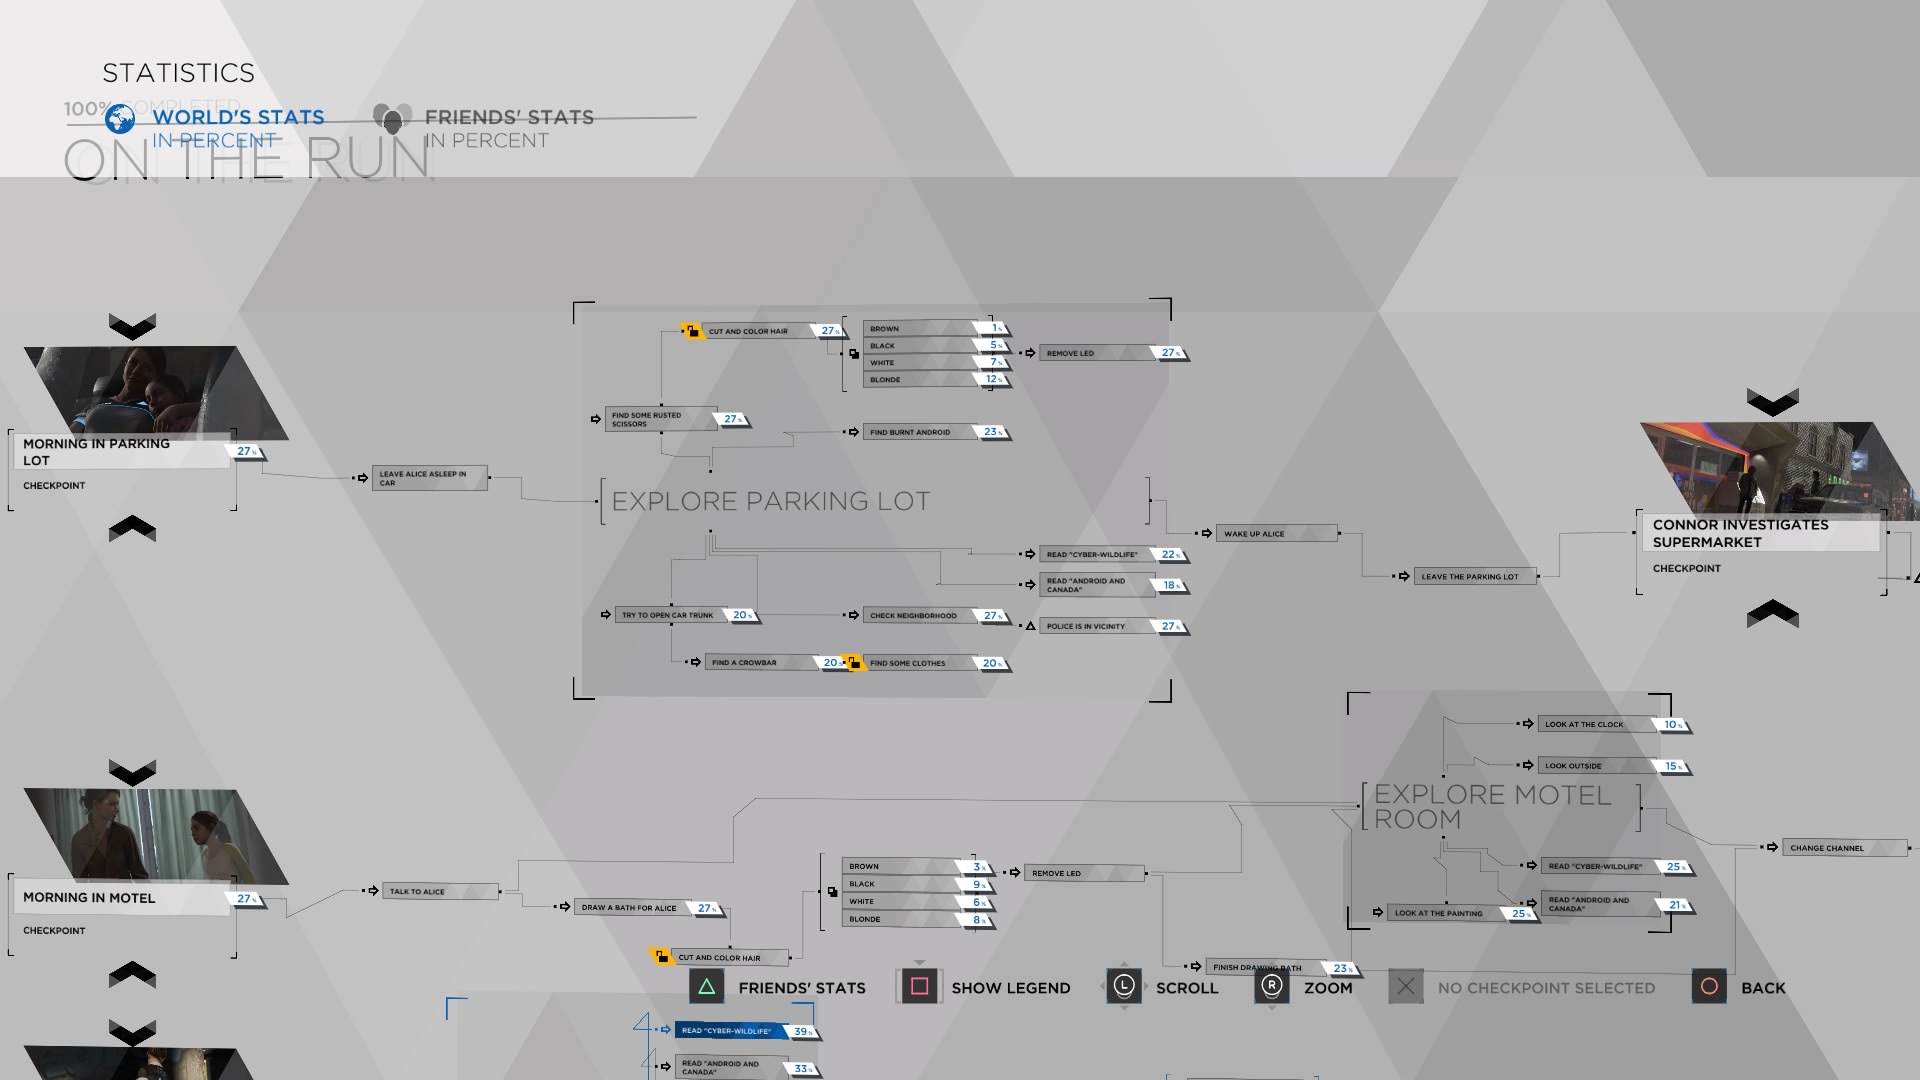 STATISTICS
100% COMPLETED
WORLD'S STATS
IN PERCENT
FRIENDS' STATS
IN PERCENT
ON THE RUN
MORNING IN PARKING
LOT
27%
CHECKPOINT
LEAVE ALICE ASLEEP IN
CAR
CUT AND COLOR HAIR 27%
BROWN 1%
BLACK 5%
WHITE 7%
BLONDE 12%
REMOVE LED 27%
FIND SOME RUSTED
SCISSORS
27%
FIND BURNT ANDROID 23%
EXPLORE PARKING LOT
READ "CYBER-WILDLIFE" 22%
READ "ANDROID AND
CANADA"
18%
TRY TO OPEN CAR TRUNK 20%
CHECK NEIGHBORHOOD 27%
POLICE IS IN VICINITY 27%
FIND A CROWBAR 20%
FIND SOME CLOTHES 20%
WAKE UP ALICE
LEAVE THE PARKING LOT
CONNOR INVESTIGATES
SUPERMARKET
CHECKPOINT
MORNING IN MOTEL 27%
CHECKPOINT
TALK TO ALICE
DRAW A BATH FOR ALICE 27%
CUT AND COLOR HAIR
BROWN 3%
BLACK 9%
WHITE 6%
BLONDE 8%
REMOVE LED
FINISH DRAWING BATH 23%
LOOK AT THE CLOCK 10%
LOOK OUTSIDE 15%
EXPLORE MOTEL
ROOM
READ "CYBER-WILDLIFE" 25%
READ "ANDROID AND
CANADA"
21%
LOOK AT THE PAINTING 25%
CHANGE CHANNEL
FRIENDS' STATS
SHOW LEGEND
L
SCROLL
R
ZOOM
NO CHECKPOINT SELECTED
BACK
READ "CYBER-WILDLIFE" 39%
READ "ANDROID AND
CANADA"
33%